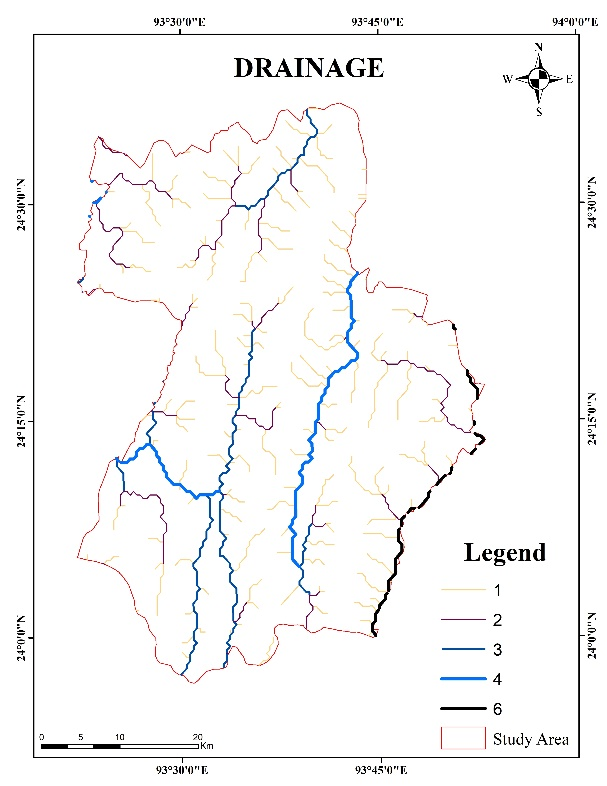 93°30'0"E 93°45'0"E 94°0'0"E
DRAINAGE
N
W E
S
24°30'0"N 24°30'0"N
24°15'0"N 24°15'0"N
24°0'0"N 24°0'0"N
Legend
1
2
3
4
6
Study Area
0 5 10 20
Km
93°30'0"E 93°45'0"E